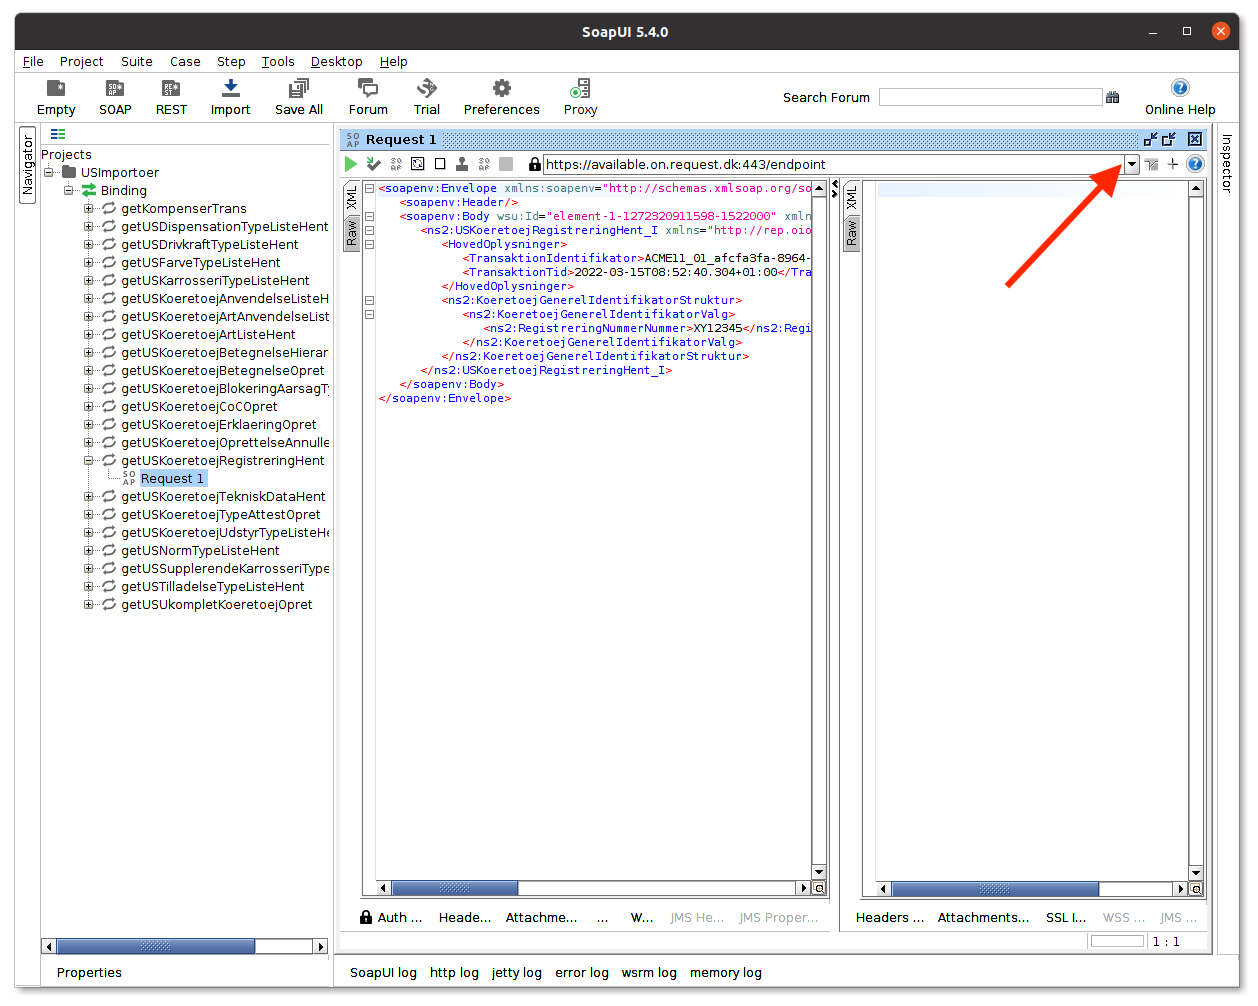 SoapUI 5.4.0
File Project Suite Case Step Tools Desktop Help
Empty SOAP REST Import Save All Forum Trial Preferences Proxy Search Forum Online Help
Navigator
Projects
USImportoer
Binding
getKompenserTrans
getUSDispensationTypeListeHent
getUSDrivkraftTypeListeHent
getUSFarveTypeListeHent
getUSKarrosseriTypeListeHent
getUSKoeretoejAnvendelseListeH
getUSKoeretoejArtAnvendelseList
getUSKoeretoejArtListeHent
getUSKoeretoejBetegnelseHierar
getUSKoeretoejBetegnelseOpret
getUSKoeretoejBlokeringAarsagTy
getUSKoeretoejCoCOpret
getUSKoeretoejErklaeringOpret
getUSKoeretoejOprettelseAnnulle
getUSKoeretoejRegistreringHent
SOAP Request 1
getUSKoeretoejTekniskDataHent
getUSKoeretoejTypeAttestOpret
getUSKoeretoejUdstyrTypeListeHe
getUSNormTypeListeHent
getUSSupplerendeKarrosseriType
getUSTilladelseTypeListeHent
getUSUkompletKoeretoejOpret
Properties
SOAP Request 1
https://available.on.request.dk:443/endpoint
XML
Raw
<soapenv:Envelope xmlns:soapenv="http://schemas.xmlsoap.org/so
<soapenv:Header/>
<soapenv:Body wsu:Id="element-1-1272320911598-1522000" xmln
<ns2:USKoeretoejRegistreringHent_I xmlns="http://rep.oio
<HovedOplysninger>
<TransaktionIdentifikator>ACME11_01_afcfa3fa-8964-
<TransaktionTid>2022-03-15T08:52:40.304+01:00</Tra
</HovedOplysninger>
<ns2:KoeretoejGenerelIdentifikatorStruktur>
<ns2:KoeretoejGenerelIdentifikatorValg>
<ns2:RegistreringNummerNummer>XY12345</ns2:Regi
</ns2:KoeretoejGenerelIdentifikatorValg>
</ns2:KoeretoejGenerelIdentifikatorStruktur>
</ns2:USKoeretoejRegistreringHent_I>
</soapenv:Body>
</soapenv:Envelope>
Auth ... Heade... Attachme... ... W... JMS He... JMS Proper...
XML
Raw
Headers ... Attachments... SSL I... WSS ... JMS ...
1 : 1
Inspector
SoapUI log http log jetty log error log wsrm log memory log